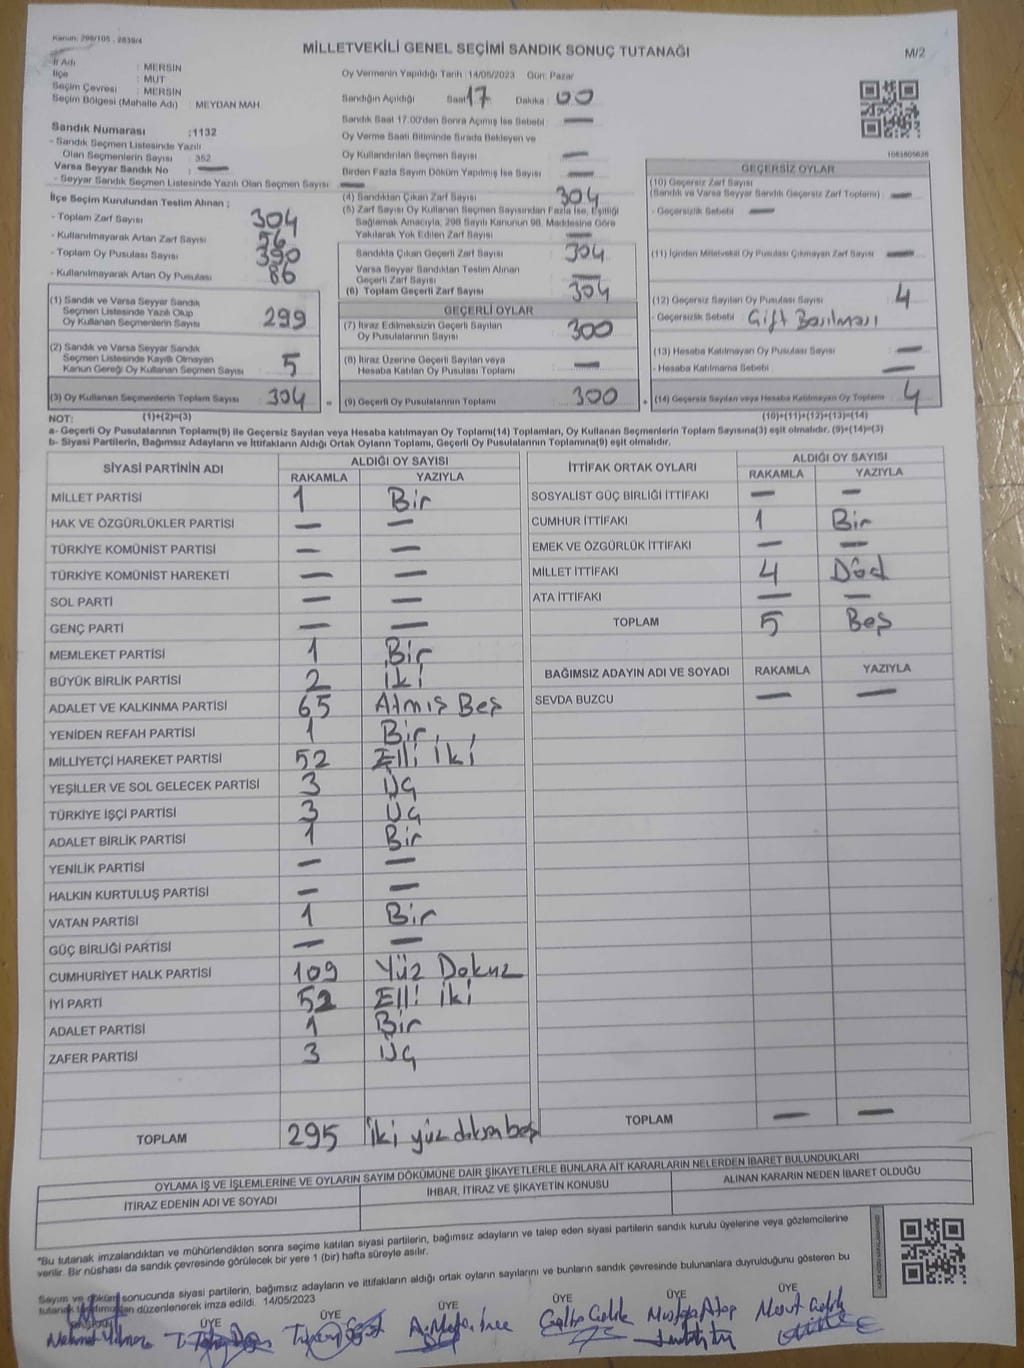 Kanun: 298/105 - 2839/4
MİLLETVEKİLİ GENEL SEÇİMİ SANDIK SONUÇ TUTANAĞI
M/2
İl Adı : MERSİN
İlçe : MUT
Seçim Çevresi : MERSİN
Seçim Bölgesi (Mahalle Adı) : MEYDAN MAH
Sandık Numarası : 1132
- Sandık Seçmen Listesinde Yazılı
Olan Seçmenlerin Sayısı : 352
Varsa Seyyar Sandık No : —
- Seyyar Sandık Seçmen Listesinde Yazılı Olan Seçmen Sayısı —
Oy Vermenin Yapıldığı Tarih : 14/05/2023 Gün: Pazar
Sandığın Açıldığı Saat 17 Dakika : 00
Sandık Saat 17.00'den Sonra Açımış İse Sebebi : —
Oy Verme Saati Bitiminde Sırada Bekleyen ve
Oy Kullandırılan Seçmen Sayısı —
Birden Fazla Sayım Döküm Yapılmış İse Sayısı —
İlçe Seçim Kurulundan Teslim Alınan :
- Toplam Zarf Sayısı 304
- Kullanılmayarak Artan Zarf Sayısı 56
- Toplam Oy Pusulası Sayısı 390
- Kullanılmayarak Artan Oy Pusulası 86
(1) Sandık ve Varsa Seyyar Sandık
Seçmen Listesinde Yazılı Olup
Oy Kullanan Seçmenlerin Sayısı 299
(2) Sandık ve Varsa Seyyar Sandık
Seçmen Listesinde Kayıtlı Olmayan
Kanun Gereği Oy Kullanan Seçmen Sayısı 5
(3) Oy Kullanan Seçmenlerin Toplam Sayısı 304
(1)+(2)=(3)
(4) Sandıktan Çıkan Zarf Sayısı 304
(5) Zarf Sayısı Oy Kullanan Seçmen Sayısından Fazla İse, Eşitliği
Sağlamak Amacıyla, 298 Sayılı Kanunun 98. Maddesine Göre
Yakılarak Yok Edilen Zarf Sayısı —
Sandıkta Çıkan Geçerli Zarf Sayısı 304
Varsa Seyyar Sandıktan Teslim Alınan
Geçerli Zarf Sayısı —
(6) Toplam Geçerli Zarf Sayısı 304
GEÇERLİ OYLAR
(7) İtiraz Edilmeksizin Geçerli Sayılan
Oy Pusulalarının Sayısı 300
(8) İtiraz Üzerine Geçerli Sayılan veya
Hesaba Katılan Oy Pusulası Toplamı —
(9) Geçerli Oy Pusulalarının Toplamı 300
1081605626
GEÇERSİZ OYLAR
(10) Geçersiz Zarf Sayısı
(Sandık ve Varsa Seyyar Sandık Geçersiz Zarf Toplamı) —
- Geçersizlik Sebebi —
(11) İçinden Milletvekili Oy Pusulası Çıkmayan Zarf Sayısı —
(12) Geçersiz Sayılan Oy Pusulası Sayısı 4
- Geçersizlik Sebebi Çift Basılması
(13) Hesaba Katılmayan Oy Pusulası Sayısı —
- Hesaba Katılmama Sebebi —
(14) Geçersiz Sayılan veya Hesaba Katılmayan Oy Toplamı 4
(10)+(11)+(12)+(13)=(14)
NOT:
a- Geçerli Oy Pusulasının Toplamı(9) ile Geçersiz Sayılan veya Hesaba katılmayan Oy Toplamı(14) Toplamları, Oy Kullanan Seçmenlerin Toplam Sayısına(3) eşit olmalıdır. (9)+(14)=(3)
b- Siyasi Partilerin, Bağımsız Adayların ve İttifakların Aldığı Ortak Oyların Toplamı, Geçerli Oy Pusulalarının Toplamına(9) eşit olmalıdır.
SİYASİ PARTİNİN ADI ALDIĞI OY SAYISI
RAKAMLA YAZIYLA
MİLLET PARTİSİ 1 Bir
HAK VE ÖZGÜRLÜKLER PARTİSİ — —
TÜRKİYE KOMÜNİST PARTİSİ — —
TÜRKİYE KOMÜNİST HAREKETİ — —
SOL PARTİ — —
GENÇ PARTİ — —
MEMLEKET PARTİSİ 1 Bir
BÜYÜK BİRLİK PARTİSİ 2 İki
ADALET VE KALKINMA PARTİSİ 65 Atmış Beş
YENİDEN REFAH PARTİSİ 1 Bir
MİLLİYETÇİ HAREKET PARTİSİ 52 Elli İki
YEŞİLLER VE SOL GELECEK PARTİSİ 3 Üç
TÜRKİYE İŞÇİ PARTİSİ 3 Üç
ADALET BİRLİK PARTİSİ 1 Bir
YENİLİK PARTİSİ — —
HALKIN KURTULUŞ PARTİSİ — —
VATAN PARTİSİ 1 Bir
GÜÇ BİRLİĞİ PARTİSİ — —
CUMHURİYET HALK PARTİSİ 109 Yüz Dokuz
İYİ PARTİ 52 Elli İki
ADALET PARTİSİ 1 Bir
ZAFER PARTİSİ 3 Üç
TOPLAM 295 İki yüz doksan beş
İTTİFAK ORTAK OYLARI ALDIĞI OY SAYISI
RAKAMLA YAZIYLA
SOSYALİST GÜÇ BİRLİĞİ İTTİFAKI — —
CUMHUR İTTİFAKI 1 Bir
EMEK VE ÖZGÜRLÜK İTTİFAKI — —
MİLLET İTTİFAKI 4 Död
ATA İTTİFAKI — —
TOPLAM 5 Beş
BAĞIMSIZ ADAYIN ADI VE SOYADI RAKAMLA YAZIYLA
SEVDA BUZCU — —
TOPLAM — —
OYLAMA İŞ VE İŞLEMLERİNE VE OYLARIN SAYIM DÖKÜMÜNE DAİR ŞİKAYETLERLE BUNLARA AİT KARARLARIN NELERDEN İBARET BULUNDUKLARI
İTİRAZ EDENİN ADI VE SOYADI İHBAR, İTİRAZ VE ŞİKAYETİN KONUSU ALINAN KARARIN NEDEN İBARET OLDUĞU
*Bu tutanak imzalandıktan ve mühürlendikten sonra seçime katılan siyasi partilerin, bağımsız adayların ve talep eden siyasi partilerin sandık kurulu üyelerine veya gözlemcilerine
verilir. Bir nüshası da sandık çevresinde görülecek bir yere 1 (bir) hafta süreyle asılır.
Sayım ve döküm sonucunda siyasi partilerin, bağımsız adayların ve ittifakların aldığı ortak oyların sayılarını ve bunların sandık çevresinde bulunanlara duyrulduğunu gösteren bu
tutanak tarafımızdan düzenlenerek imza edildi. 14/05/2023
ÜYE ÜYE ÜYE ÜYE ÜYE ÜYE
Mehmet Yılmaz